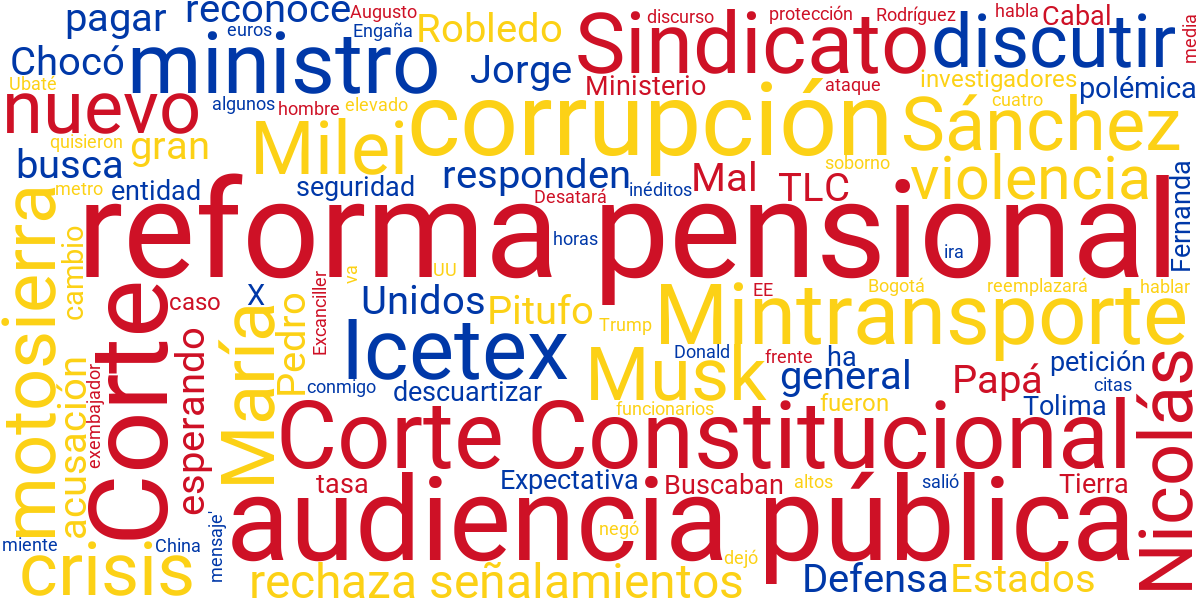 pagar
reconoce
euros
Augusto
Engaña
Robledo
Sindicato
discurso
protección
Rodríguez
habla
Cabal
media
discutir
Chocó
ministro
Jorge
Ministerio
ataque
investigadores
polémica
Ubaté
nuevo
algunos
hombre
elevado
corrupción
cuatro
Sánchez
quisieron
gran
Milei
busca
metro
entidad
seguridad
responden
inéditos
Desatará
Mal
TLC
soborno
violencia
Fernanda
motosierra
reforma pensional
horas
ira
cambio
va
UU
Corte
caso
X
Excanciller
Pedro
Unidos
Pitufo
Trump
EE
Bogotá
reemplazará
hablar
Mintransporte
María
Icetex
Donald
frente
ha
petición
esperando
acusación
exembajador
conmigo
descuartizar
Musk
general
Papá
citas
funcionarios
fueron
Tolima
Nicolás
Corte Constitucional
tasa
Expectativa
Buscaban
altos
salió
Tierra
audiencia pública
negó
miente
China
mensaje'
crisis
dejó
rechaza señalamientos
Defensa
Estados